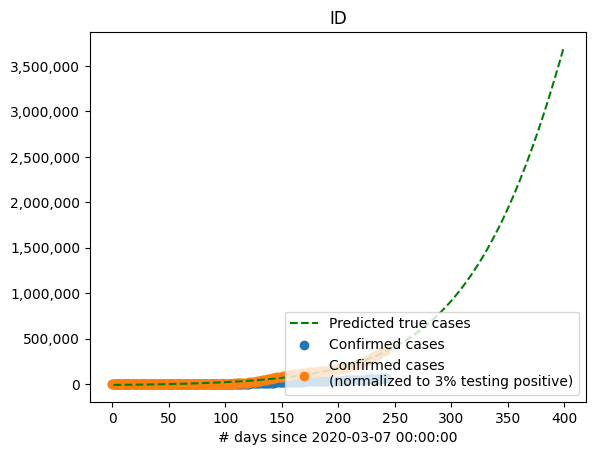 ID
3,500,000
3,000,000
2,500,000
2,000,000
1,500,000
1,000,000
500,000
0
Predicted true cases
Confirmed cases
Confirmed cases
(normalized to 3% testing positive)
0 50 100 150 200 250 300 350 400
# days since 2020-03-07 00:00:00